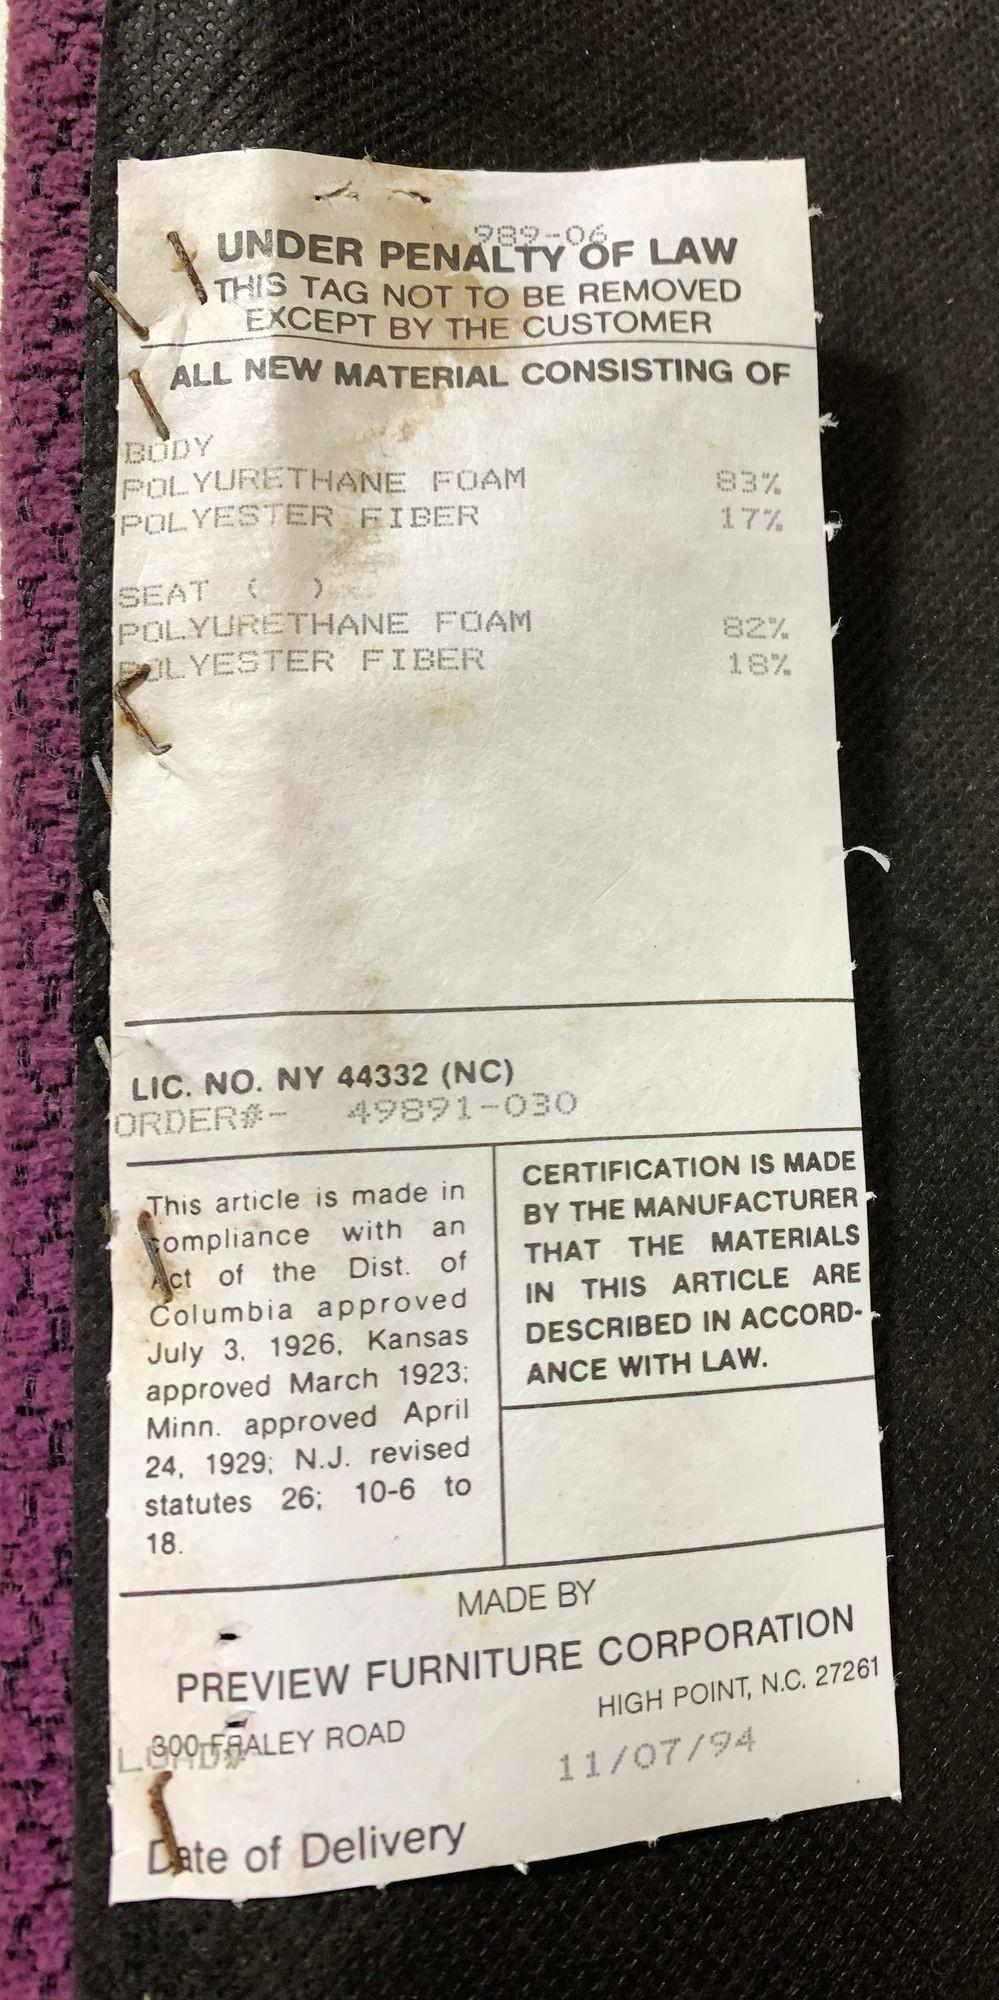 989-06
UNDER PENALTY OF LAW
THIS TAG NOT TO BE REMOVED
EXCEPT BY THE CUSTOMER
ALL NEW MATERIAL CONSISTING OF
BODY
POLYURETHANE FOAM 83%
POLYESTER FIBER 17%
SEAT ( )
POLYURETHANE FOAM 82%
POLYESTER FIBER 18%
LIC. NO. NY 44332 (NC)
ORDER#- 49891-030
This article is made in
compliance with an
Act of the Dist. of
Columbia approved
July 3, 1926; Kansas
approved March 1923;
Minn. approved April
24, 1929; N.J. revised
statutes 26; 10-6 to
18.
CERTIFICATION IS MADE
BY THE MANUFACTURER
THAT THE MATERIALS
IN THIS ARTICLE ARE
DESCRIBED IN ACCORD-
ANCE WITH LAW.
MADE BY
PREVIEW FURNITURE CORPORATION
300 FRALEY ROAD HIGH POINT, N.C. 27261
LOAD# 11/07/94
Date of Delivery